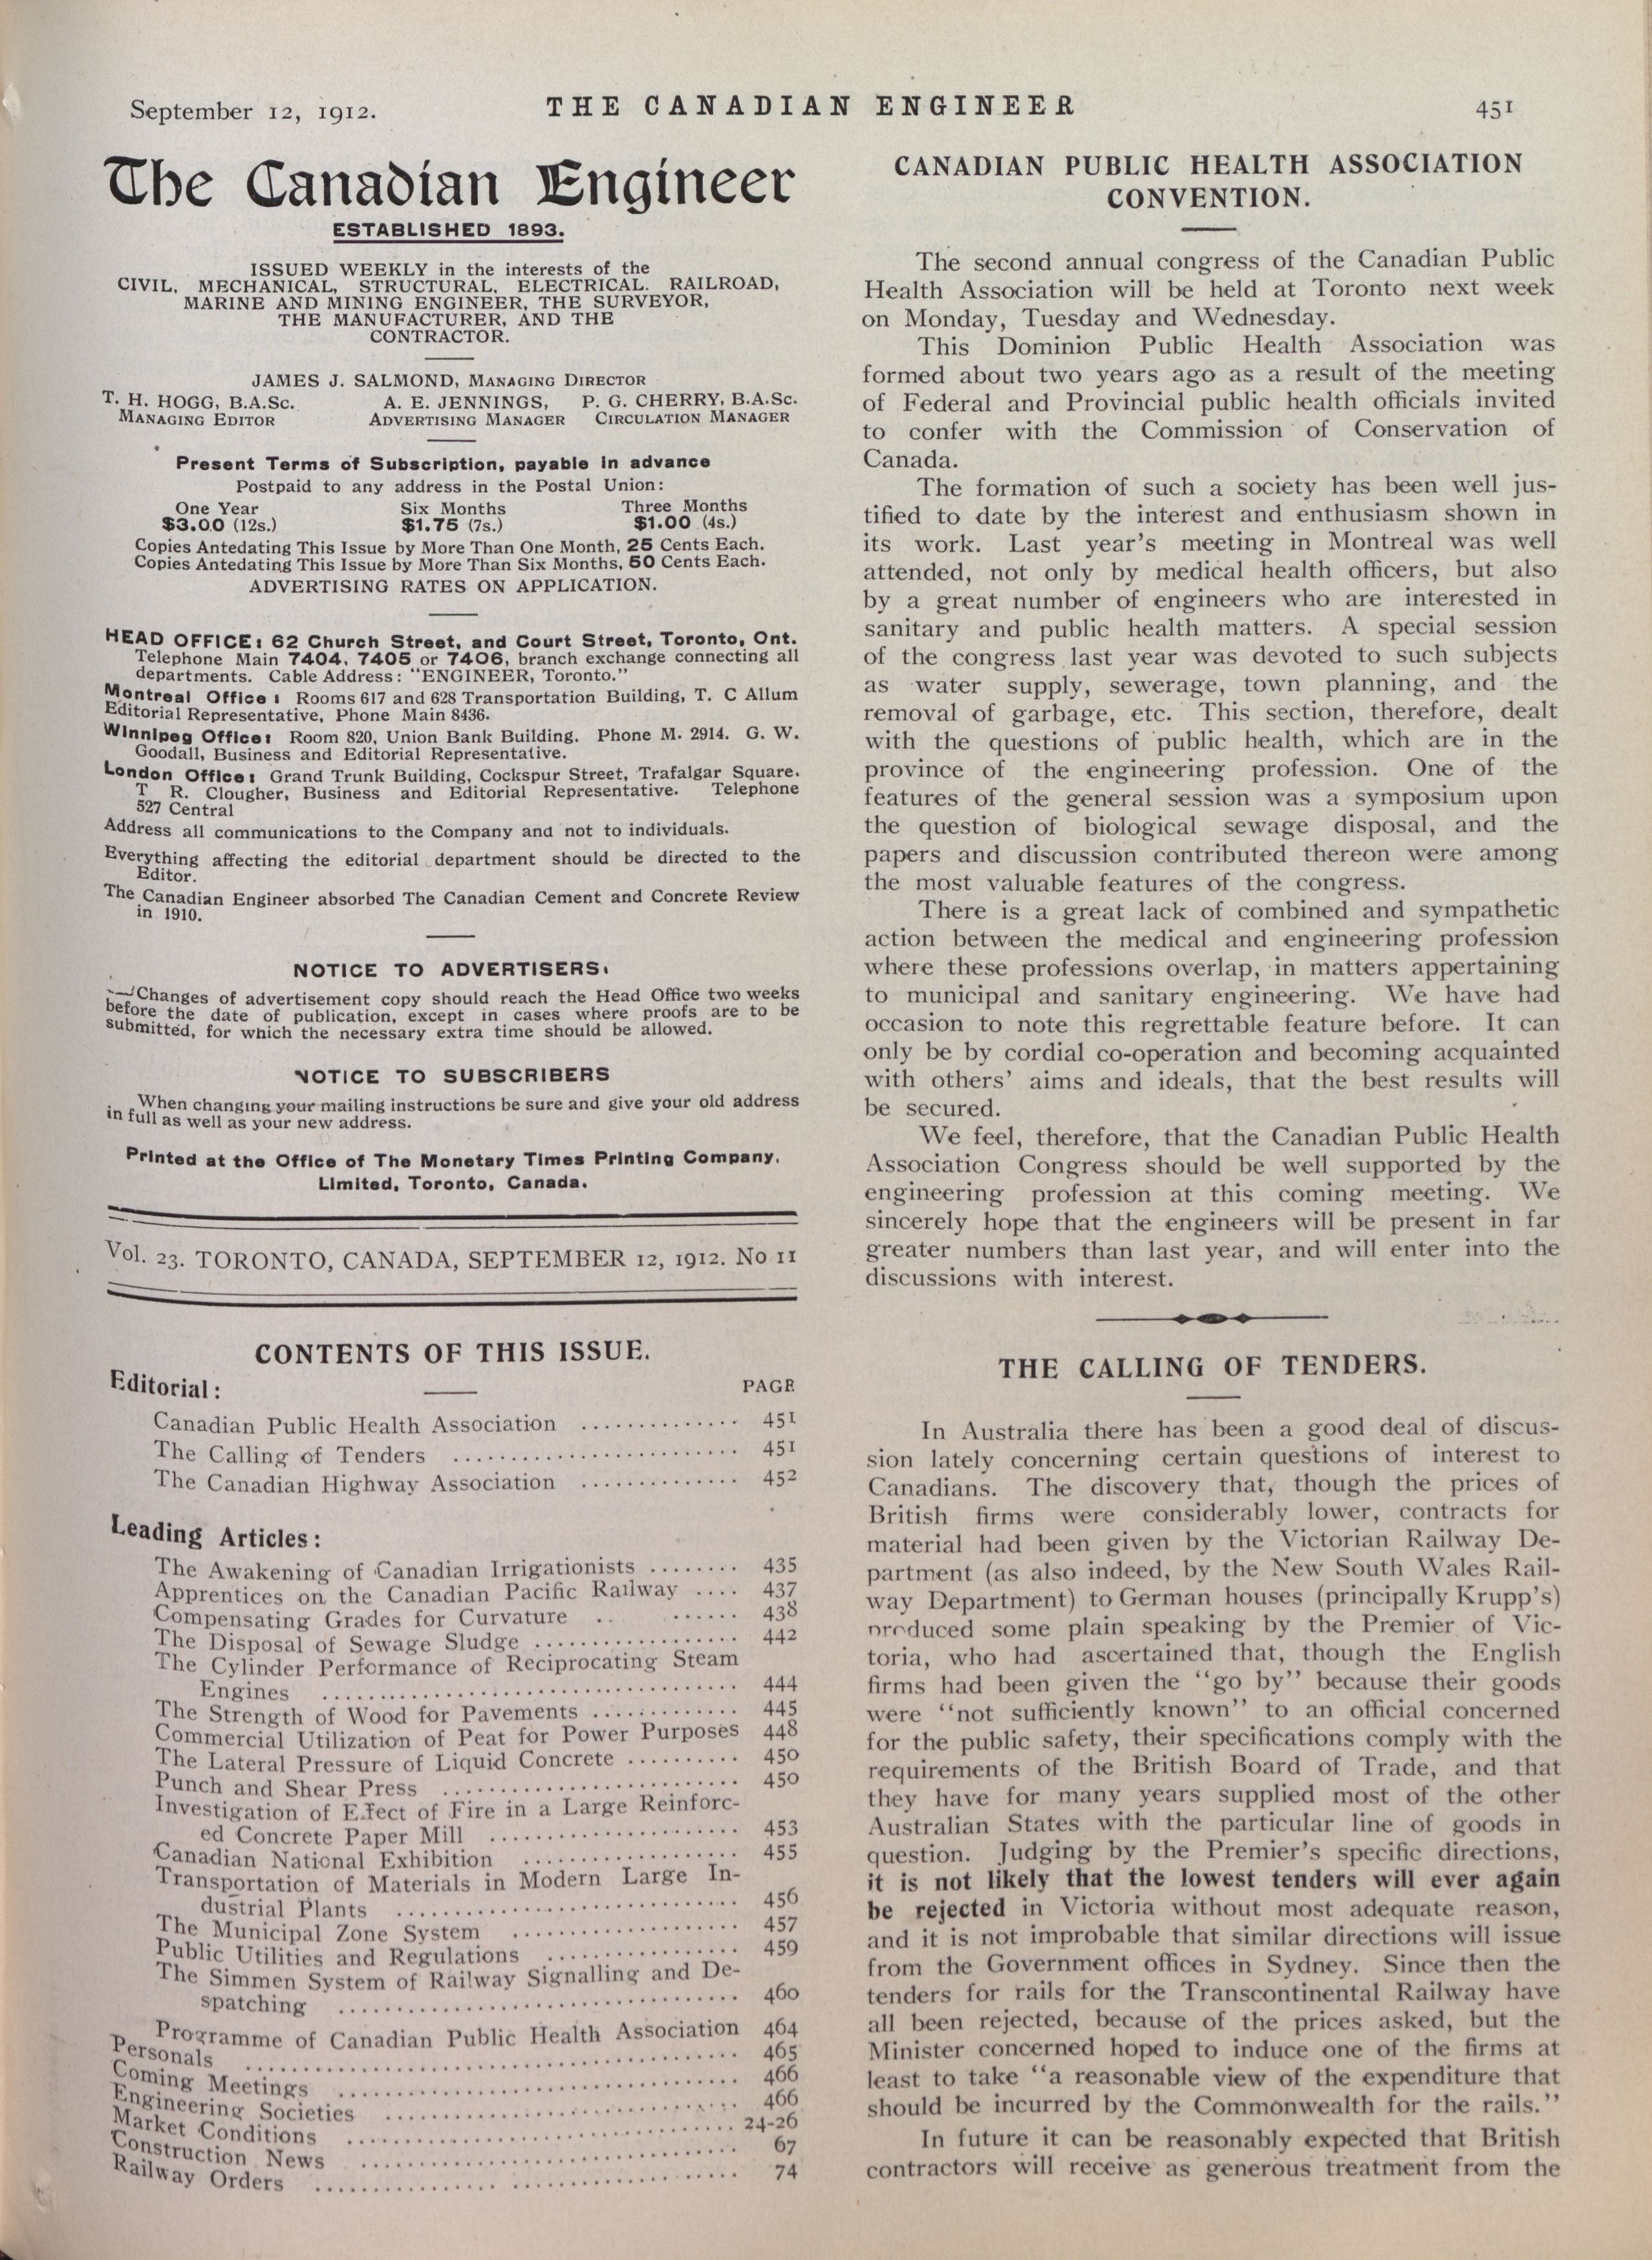 September 12, 1912.
THE CANADIAN ENGINEER
451
The Canadian Engineer
ESTABLISHED 1893.
ISSUED WEEKLY in the interests of the
CIVIL, MECHANICAL, STRUCTURAL, ELECTRICAL. RAILROAD,
MARINE AND MINING ENGINEER, THE SURVEYOR,
THE MANUFACTURER, AND THE
CONTRACTOR.
JAMES J. SALMOND, MANAGING DIRECTOR
T. H. HOGG, B.A.Sc. A. E. JENNINGS, P. G. CHERRY, B.A.Sc.
MANAGING EDITOR ADVERTISING MANAGER CIRCULATION MANAGER
Present Terms of Subscription, payable in advance
Postpaid to any address in the Postal Union:
One Year Six Months Three Months
$3.00 (12s.) $1.75 (7s.) $1.00 (4s.)
Copies Antedating This Issue by More Than One Month, 25 Cents Each.
Copies Antedating This Issue by More Than Six Months, 50 Cents Each.
ADVERTISING RATES ON APPLICATION.
HEAD OFFICE: 62 Church Street, and Court Street, Toronto, Ont.
Telephone Main 7404, 7405 or 7406, branch exchange connecting all
departments. Cable Address: "ENGINEER, Toronto."
Montreal Office: Rooms 617 and 628 Transportation Building, T. C Allum
Editorial Representative, Phone Main 8436.
Winnipeg Office: Room 820, Union Bank Building. Phone M. 2914. G. W.
Goodall, Business and Editorial Representative.
London Office: Grand Trunk Building, Cockspur Street, Trafalgar Square.
T R. Clougher, Business and Editorial Representative. Telephone
527 Central
Address all communications to the Company and not to individuals.
Everything affecting the editorial department should be directed to the
Editor.
The Canadian Engineer absorbed The Canadian Cement and Concrete Review
in 1910.
NOTICE TO ADVERTISERS.
Changes of advertisement copy should reach the Head Office two weeks
before the date of publication, except in cases where proofs are to be
submitted, for which the necessary extra time should be allowed.
NOTICE TO SUBSCRIBERS
When changing your mailing instructions be sure and give your old address
in full as well as your new address.
Printed at the Office of The Monetary Times Printing Company,
Limited, Toronto, Canada.
Vol. 23. TORONTO, CANADA, SEPTEMBER 12, 1912. No 11
CONTENTS OF THIS ISSUE.
Editorial: PAGE
Canadian Public Health Association .............. 451
The Calling of Tenders ......................... 451
The Canadian Highway Association .............. 452
Leading Articles:
The Awakening of Canadian Irrigationists ........ 435
Apprentices on the Canadian Pacific Railway .... 437
Compensating Grades for Curvature .. ...... 438
The Disposal of Sewage Sludge .................. 442
The Cylinder Performance of Reciprocating Steam
Engines .................................... 444
The Strength of Wood for Pavements ............. 445
Commercial Utilization of Peat for Power Purposes 448
The Lateral Pressure of Liquid Concrete .......... 450
Punch and Shear Press .......................... 450
Investigation of Effect of Fire in a Large Reinforc-
ed Concrete Paper Mill ...................... 453
Canadian National Exhibition ................... 455
Transportation of Materials in Modern Large In-
dustrial Plants .............................. 456
The Municipal Zone System .................... 457
Public Utilities and Regulations ................. 459
The Simmen System of Railway Signalling and De-
spatching ................................... 460
Programme of Canadian Public Health Association 464
Personals ........................................... 465
Coming Meetings ................................... 466
Engineering Societies ............................... 466
Market Conditions ................................. 24-26
Construction News ................................. 67
Railway Orders ..................................... 74
CANADIAN PUBLIC HEALTH ASSOCIATION
CONVENTION.
The second annual congress of the Canadian Public
Health Association will be held at Toronto next week
on Monday, Tuesday and Wednesday.
This Dominion Public Health Association was
formed about two years ago as a result of the meeting
of Federal and Provincial public health officials invited
to confer with the Commission of Conservation of
Canada.
The formation of such a society has been well jus-
tified to date by the interest and enthusiasm shown in
its work. Last year's meeting in Montreal was well
attended, not only by medical health officers, but also
by a great number of engineers who are interested in
sanitary and public health matters. A special session
of the congress last year was devoted to such subjects
as water supply, sewerage, town planning, and the
removal of garbage, etc. This section, therefore, dealt
with the questions of public health, which are in the
province of the engineering profession. One of the
features of the general session was a symposium upon
the question of biological sewage disposal, and the
papers and discussion contributed thereon were among
the most valuable features of the congress.
There is a great lack of combined and sympathetic
action between the medical and engineering profession
where these professions overlap, in matters appertaining
to municipal and sanitary engineering. We have had
occasion to note this regrettable feature before. It can
only be by cordial co-operation and becoming acquainted
with others' aims and ideals, that the best results will
be secured.
We feel, therefore, that the Canadian Public Health
Association Congress should be well supported by the
engineering profession at this coming meeting. We
sincerely hope that the engineers will be present in far
greater numbers than last year, and will enter into the
discussions with interest.
THE CALLING OF TENDERS.
In Australia there has been a good deal of discus-
sion lately concerning certain questions of interest to
Canadians. The discovery that, though the prices of
British firms were considerably lower, contracts for
material had been given by the Victorian Railway De-
partment (as also indeed, by the New South Wales Rail-
way Department) to German houses (principally Krupp's)
produced some plain speaking by the Premier of Vic-
toria, who had ascertained that, though the English
firms had been given the "go by" because their goods
were "not sufficiently known" to an official concerned
for the public safety, their specifications comply with the
requirements of the British Board of Trade, and that
they have for many years supplied most of the other
Australian States with the particular line of goods in
question. Judging by the Premier's specific directions,
it is not likely that the lowest tenders will ever again
be rejected in Victoria without most adequate reason,
and it is not improbable that similar directions will issue
from the Government offices in Sydney. Since then the
tenders for rails for the Transcontinental Railway have
all been rejected, because of the prices asked, but the
Minister concerned hoped to induce one of the firms at
least to take "a reasonable view of the expenditure that
should be incurred by the Commonwealth for the rails."
In future it can be reasonably expected that British
contractors will receive as generous treatment from the